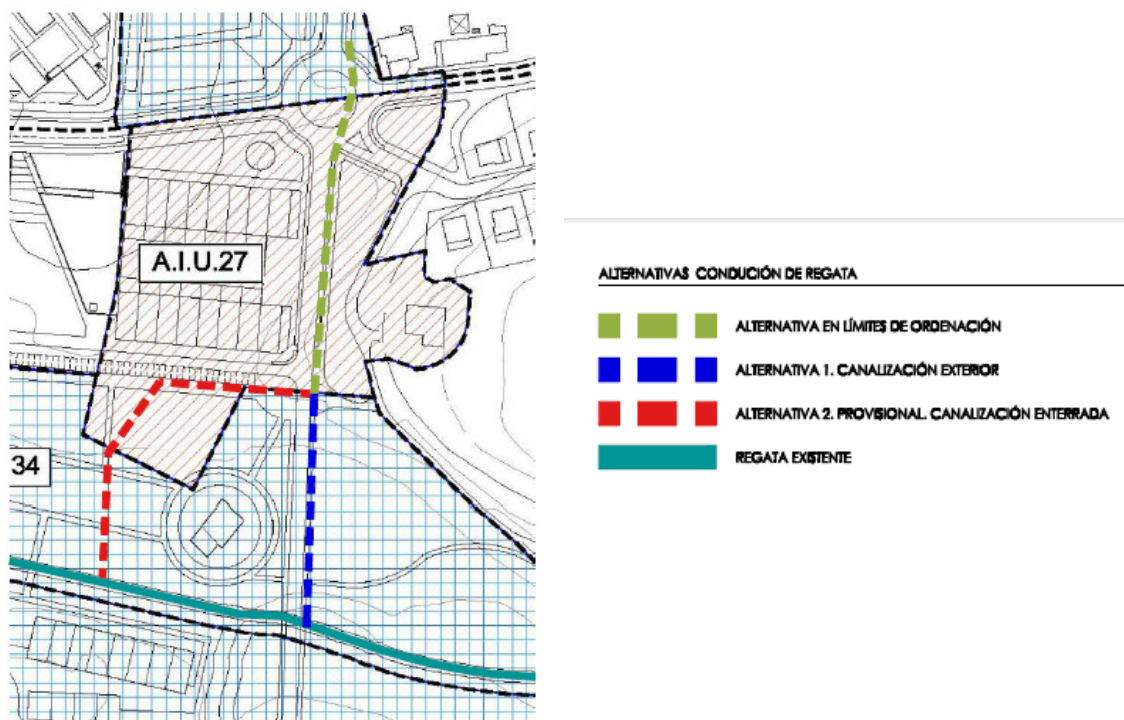 A.I.U.27
34
ALTERNATIVAS CONDUCIÓN DE REGATA
ALTERNATIVA EN LÍMITES DE ORDENACIÓN
ALTERNATIVA 1. CANALIZACIÓN EXTERIOR
ALTERNATIVA 2. PROVISIONAL. CANALIZACIÓN ENTERRADA
REGATA EXISTENTE